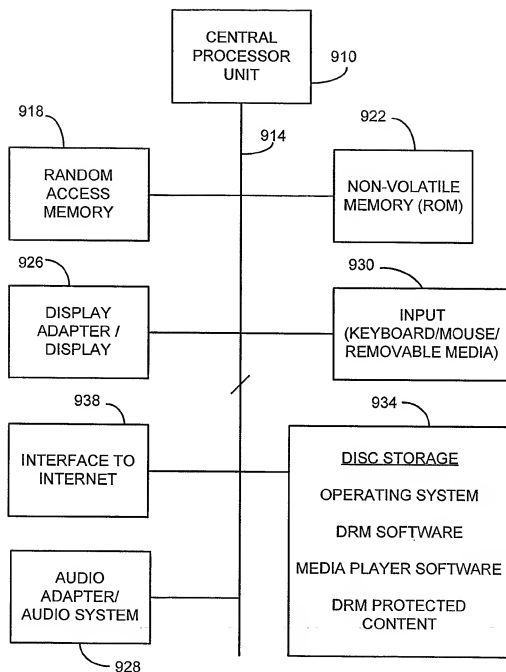 CENTRAL
PROCESSOR
UNIT
910
918
914
922
RANDOM
ACCESS
MEMORY
NON-VOLATILE
MEMORY (ROM)
926
930
DISPLAY
ADAPTER /
DISPLAY
INPUT
(KEYBOARD/MOUSE/
REMOVABLE MEDIA)
938
934
INTERFACE TO
INTERNET
DISC STORAGE
OPERATING SYSTEM
DRM SOFTWARE
MEDIA PLAYER SOFTWARE
DRM PROTECTED
CONTENT
AUDIO
ADAPTER/
AUDIO SYSTEM
928